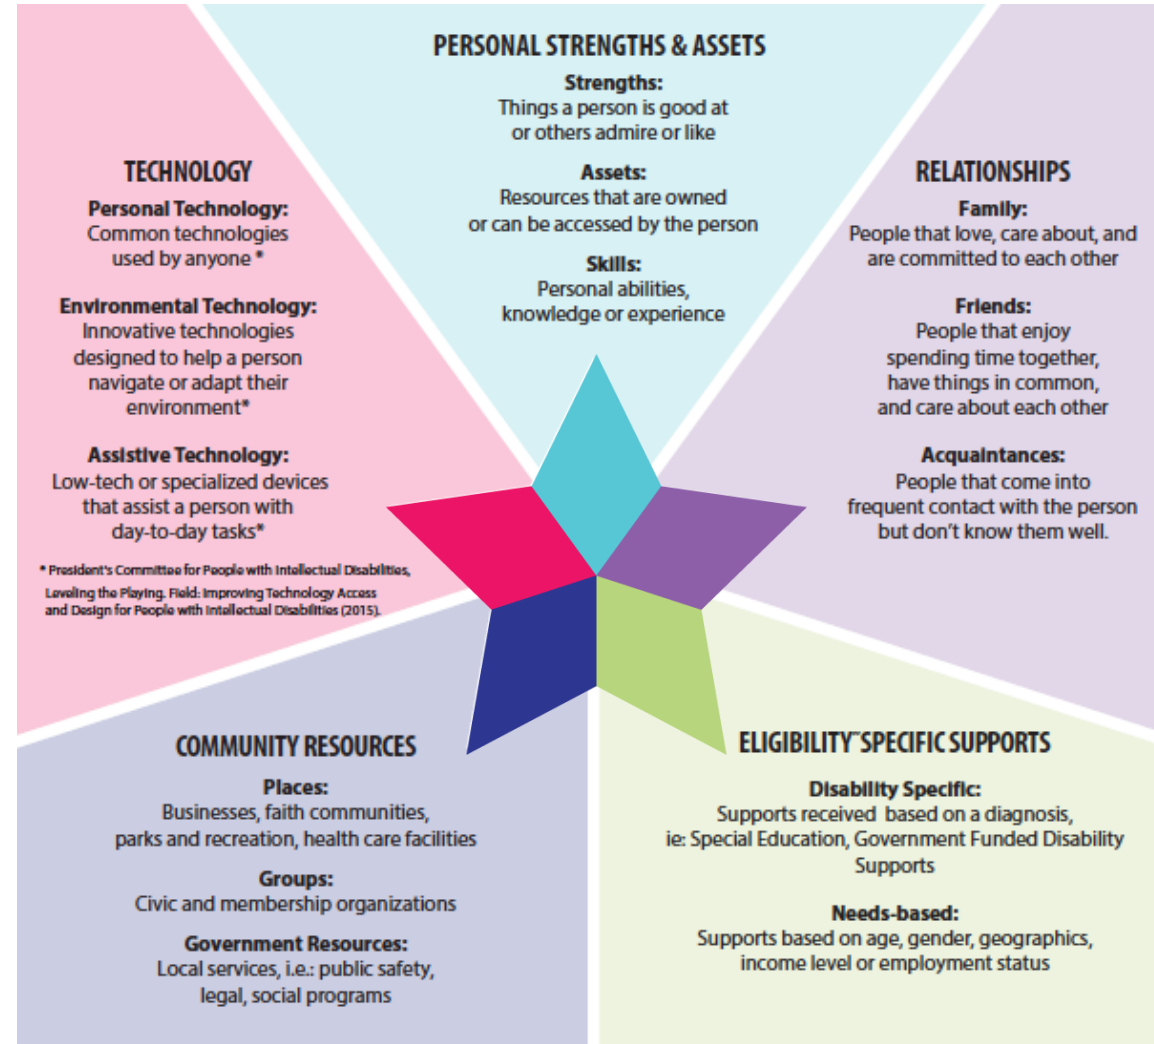 PERSONAL STRENGTHS & ASSETS
Strengths:
Things a person is good at
or others admire or like
Assets:
Resources that are owned
or can be accessed by the person
Skills:
Personal abilities,
knowledge or experience
TECHNOLOGY
Personal Technology:
Common technologies
used by anyone *
Environmental Technology:
Innovative technologies
designed to help a person
navigate or adapt their
environment*
Assistive Technology:
Low-tech or specialized devices
that assist a person with
day-to-day tasks*
* President's Committee for People with Intellectual Disabilities,
Leveling the Playing. Field: Improving Technology Access
and Design for People with Intellectual Disabilities (2015).
RELATIONSHIPS
Family:
People that love, care about, and
are committed to each other
Friends:
People that enjoy
spending time together,
have things in common,
and care about each other
Acquaintances:
People that come into
frequent contact with the person
but don't know them well.
COMMUNITY RESOURCES
Places:
Businesses, faith communities,
parks and recreation, health care facilities
Groups:
Civic and membership organizations
Government Resources:
Local services, i.e.: public safety,
legal, social programs
ELIGIBILITY-SPECIFIC SUPPORTS
Disability Specific:
Supports received based on a diagnosis,
ie: Special Education, Government Funded Disability
Supports
Needs-based:
Supports based on age, gender, geographics,
income level or employment status